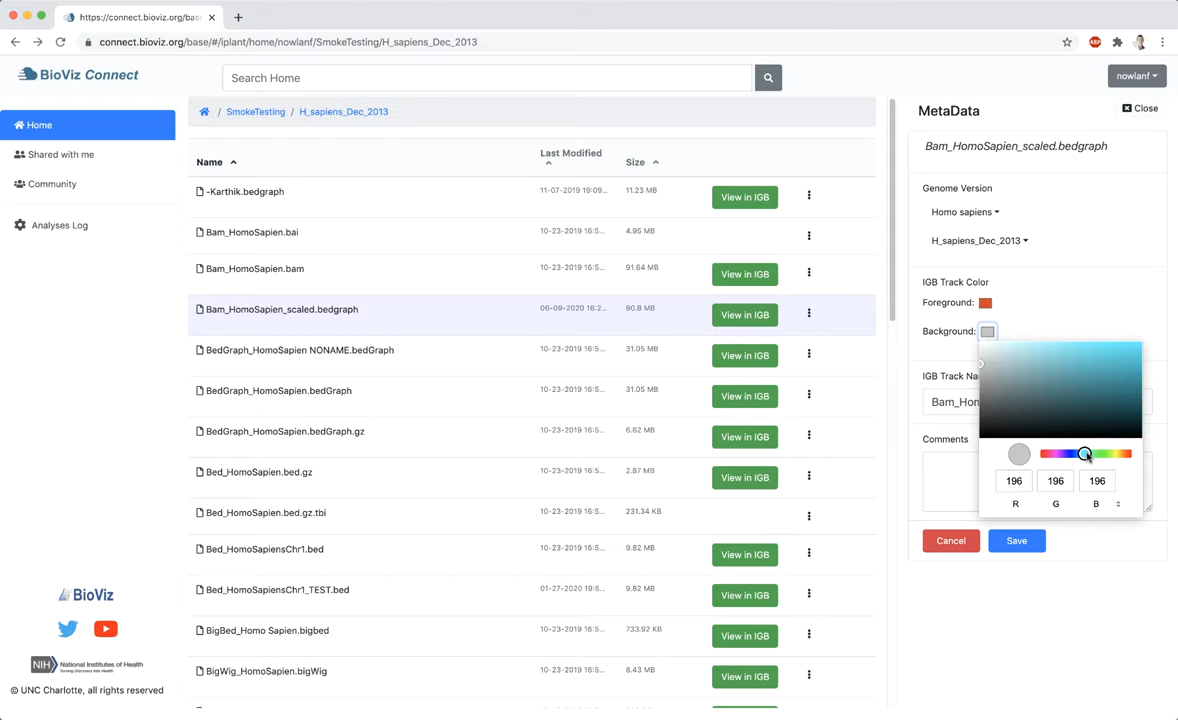 https://connect.bioviz.org/bas
connect.bioviz.org/base/#/iplant/home/nowlanf/SmokeTesting/H_sapiens_Dec_2013
ABP
BioViz Connect
Search Home
nowlanf
Home
Shared with me
Community
Analyses Log
/ SmokeTesting / H_sapiens_Dec_2013
Name Last Modified Size
-Karthik.bedgraph 11-07-2019 19:09... 11.23 MB View in IGB
Bam_HomoSapien.bai 10-23-2019 16:5... 4.95 MB
Bam_HomoSapien.bam 10-23-2019 16:5... 91.64 MB View in IGB
Bam_HomoSapien_scaled.bedgraph 06-09-2020 16:2... 90.8 MB View in IGB
BedGraph_HomoSapien NONAME.bedGraph 10-23-2019 16:5... 31.05 MB View in IGB
BedGraph_HomoSapien.bedGraph 10-23-2019 16:5... 31.05 MB View in IGB
BedGraph_HomoSapien.bedGraph.gz 10-23-2019 16:5... 6.62 MB View in IGB
Bed_HomoSapien.bed.gz 10-23-2019 16:5... 2.87 MB View in IGB
Bed_HomoSapien.bed.gz.tbi 10-23-2019 16:5... 231.34 KB
Bed_HomoSapiensChr1.bed 10-23-2019 16:5... 9.82 MB View in IGB
Bed_HomoSapiensChr1_TEST.bed 01-27-2020 16:5... 9.82 MB View in IGB
BigBed_Homo Sapien.bigbed 10-23-2019 16:5... 733.92 KB View in IGB
BigWig_HomoSapien.bigWig 10-23-2019 16:5... 8.43 MB View in IGB
MetaData
Close
Bam_HomoSapien_scaled.bedgraph
Genome Version
Homo sapiens
H_sapiens_Dec_2013
IGB Track Color
Foreground:
Background:
IGB Track Na
Bam_Hom
Comments
196 196 196
R G B
Cancel Save
BioViz
NIH National Institutes of Health
Turning Discovery Into Health
© UNC Charlotte, all rights reserved